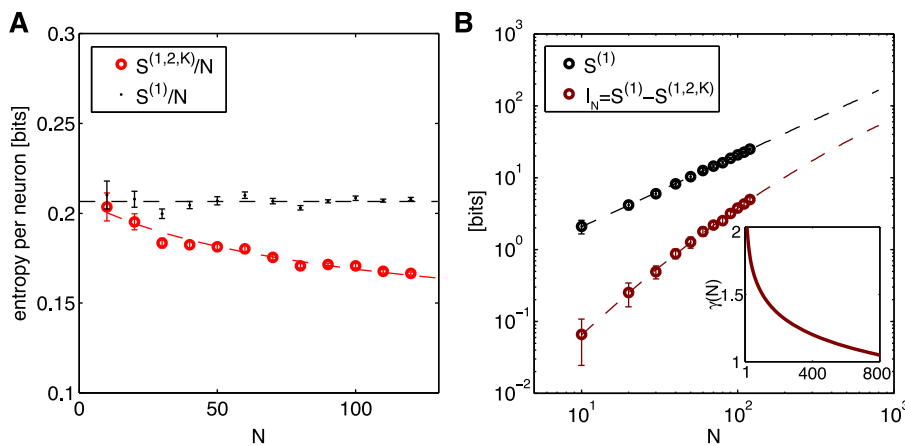 A
S^(1,2,K)/N
S^(1)/N
entropy per neuron [bits]
0.3
0.25
0.2
0.15
0.1
0
50
100
N
B
S^(1)
I_N=S^(1)−S^(1,2,K)
[bits]
10^3
10^2
10^1
10^0
10^−1
10^−2
10^1
10^2
10^3
N
γ(N)
2
1.5
1
1
400
800